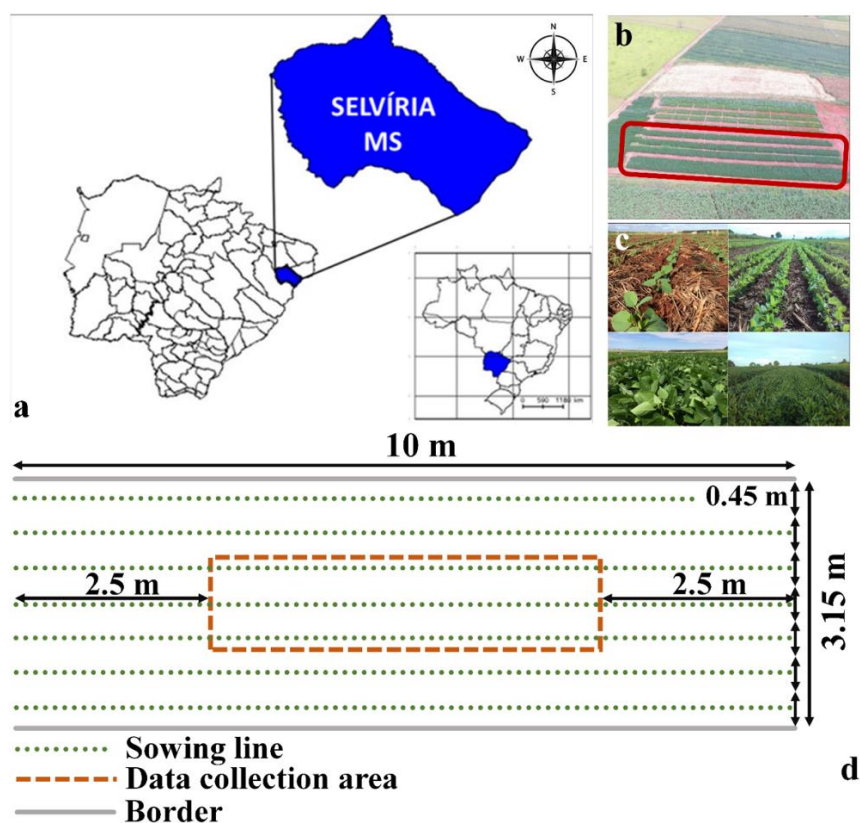 N
W E
S
SELVÍRIA
MS
b
c
0 590 1180 km
a
10 m
0.45 m
2.5 m
2.5 m
3.15 m
Sowing line
Data collection area
Border
d